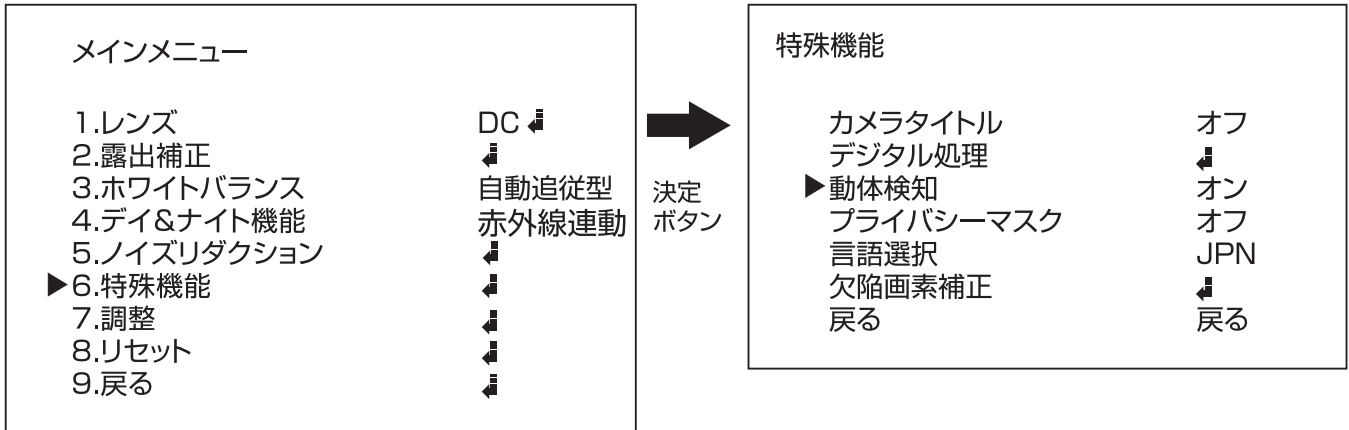 メインメニュー
1.レンズ DC↲
2.露出補正 ↲
3.ホワイトバランス 自動追従型
4.デイ&ナイト機能 赤外線連動
5.ノイズリダクション ↲
▶6.特殊機能 ↲
7.調整 ↲
8.リセット ↲
9.戻る ↲
決定
ボタン
特殊機能
カメラタイトル オフ
デジタル処理 ↲
▶動体検知 オン
プライバシーマスク オフ
言語選択 JPN
欠陥画素補正 ↲
戻る 戻る